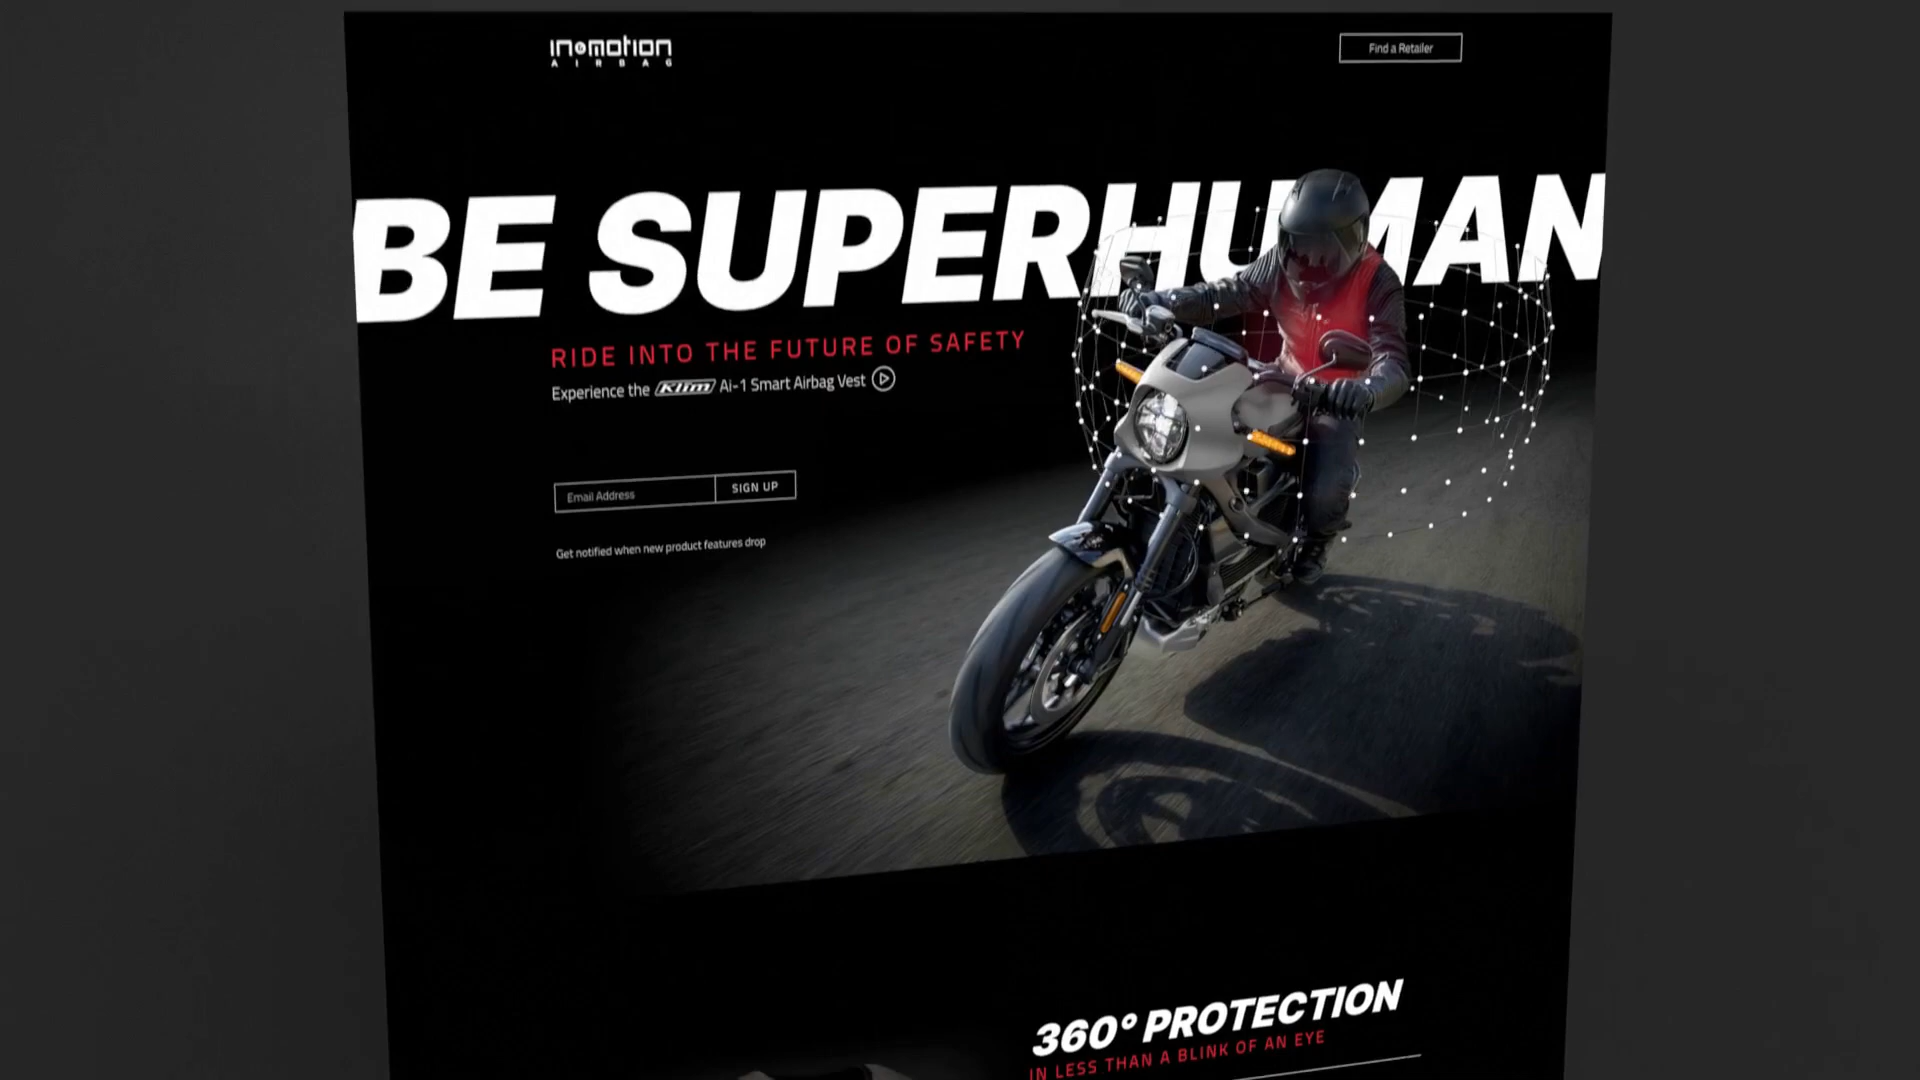 in&motion
AIRBAG
Find a Retailer
BE SUPERHUMAN
RIDE INTO THE FUTURE OF SAFETY
Experience the Klim Ai-1 Smart Airbag Vest
Email Address
SIGN UP
Get notified when new product features drop
360° PROTECTION
IN LESS THAN A BLINK OF AN EYE